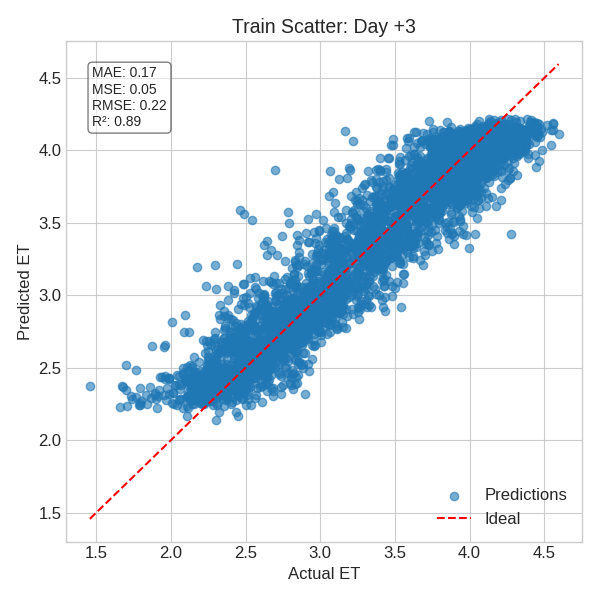 Train Scatter: Day +3
MAE: 0.17
MSE: 0.05
RMSE: 0.22
R²: 0.89
4.5
4.0
3.5
3.0
2.5
2.0
1.5
Predicted ET
Predictions
Ideal
1.5 2.0 2.5 3.0 3.5 4.0 4.5
Actual ET